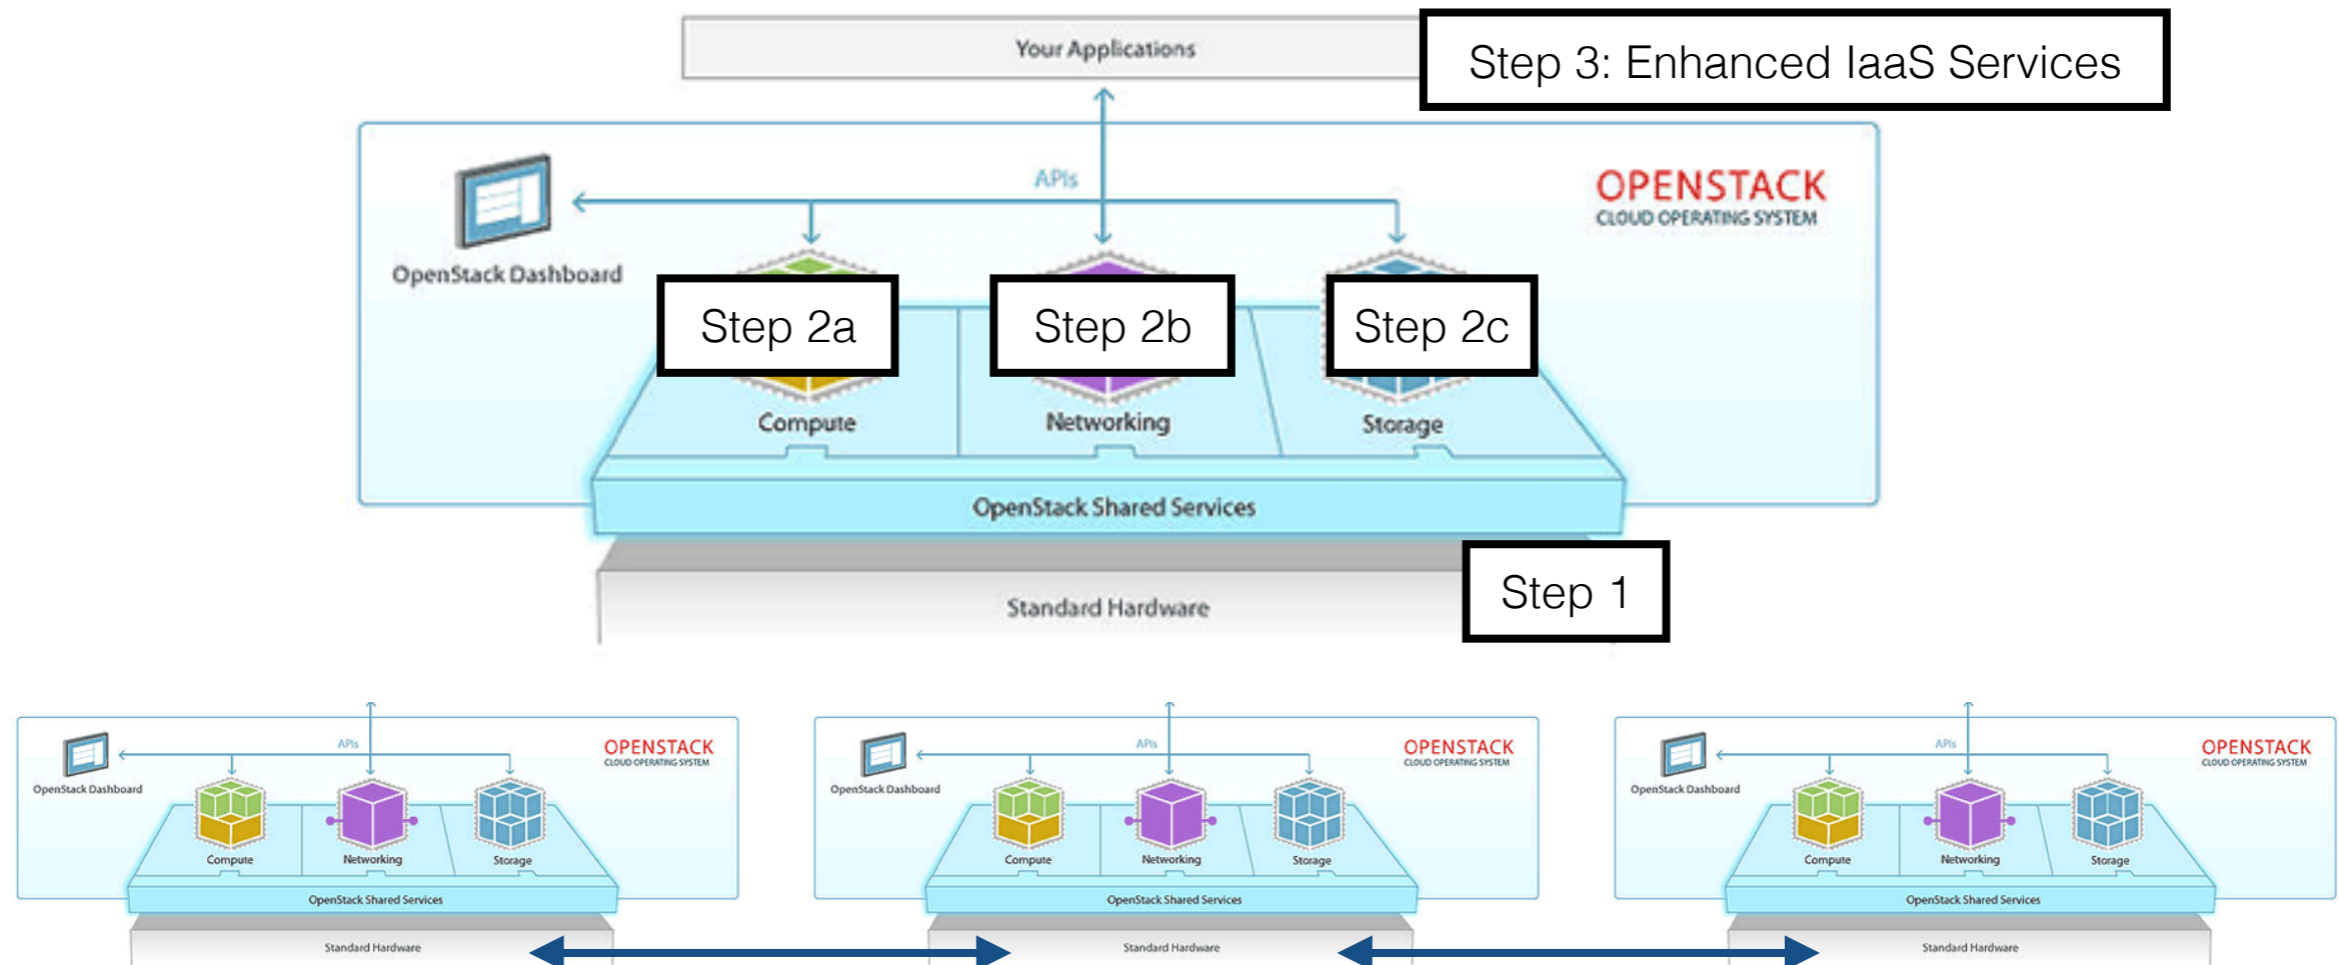 Your Applications
Step 3: Enhanced IaaS Services
APIs
OPENSTACK
CLOUD OPERATING SYSTEM
OpenStack Dashboard
Step 2a
Step 2b
Step 2c
Compute
Networking
Storage
OpenStack Shared Services
Step 1
Standard Hardware
APIs
OPENSTACK
CLOUD OPERATING SYSTEM
OpenStack Dashboard
Compute
Networking
Storage
OpenStack Shared Services
Standard Hardware
APIs
OPENSTACK
CLOUD OPERATING SYSTEM
OpenStack Dashboard
Compute
Networking
Storage
OpenStack Shared Services
Standard Hardware
APIs
OPENSTACK
CLOUD OPERATING SYSTEM
OpenStack Dashboard
Compute
Networking
Storage
OpenStack Shared Services
Standard Hardware